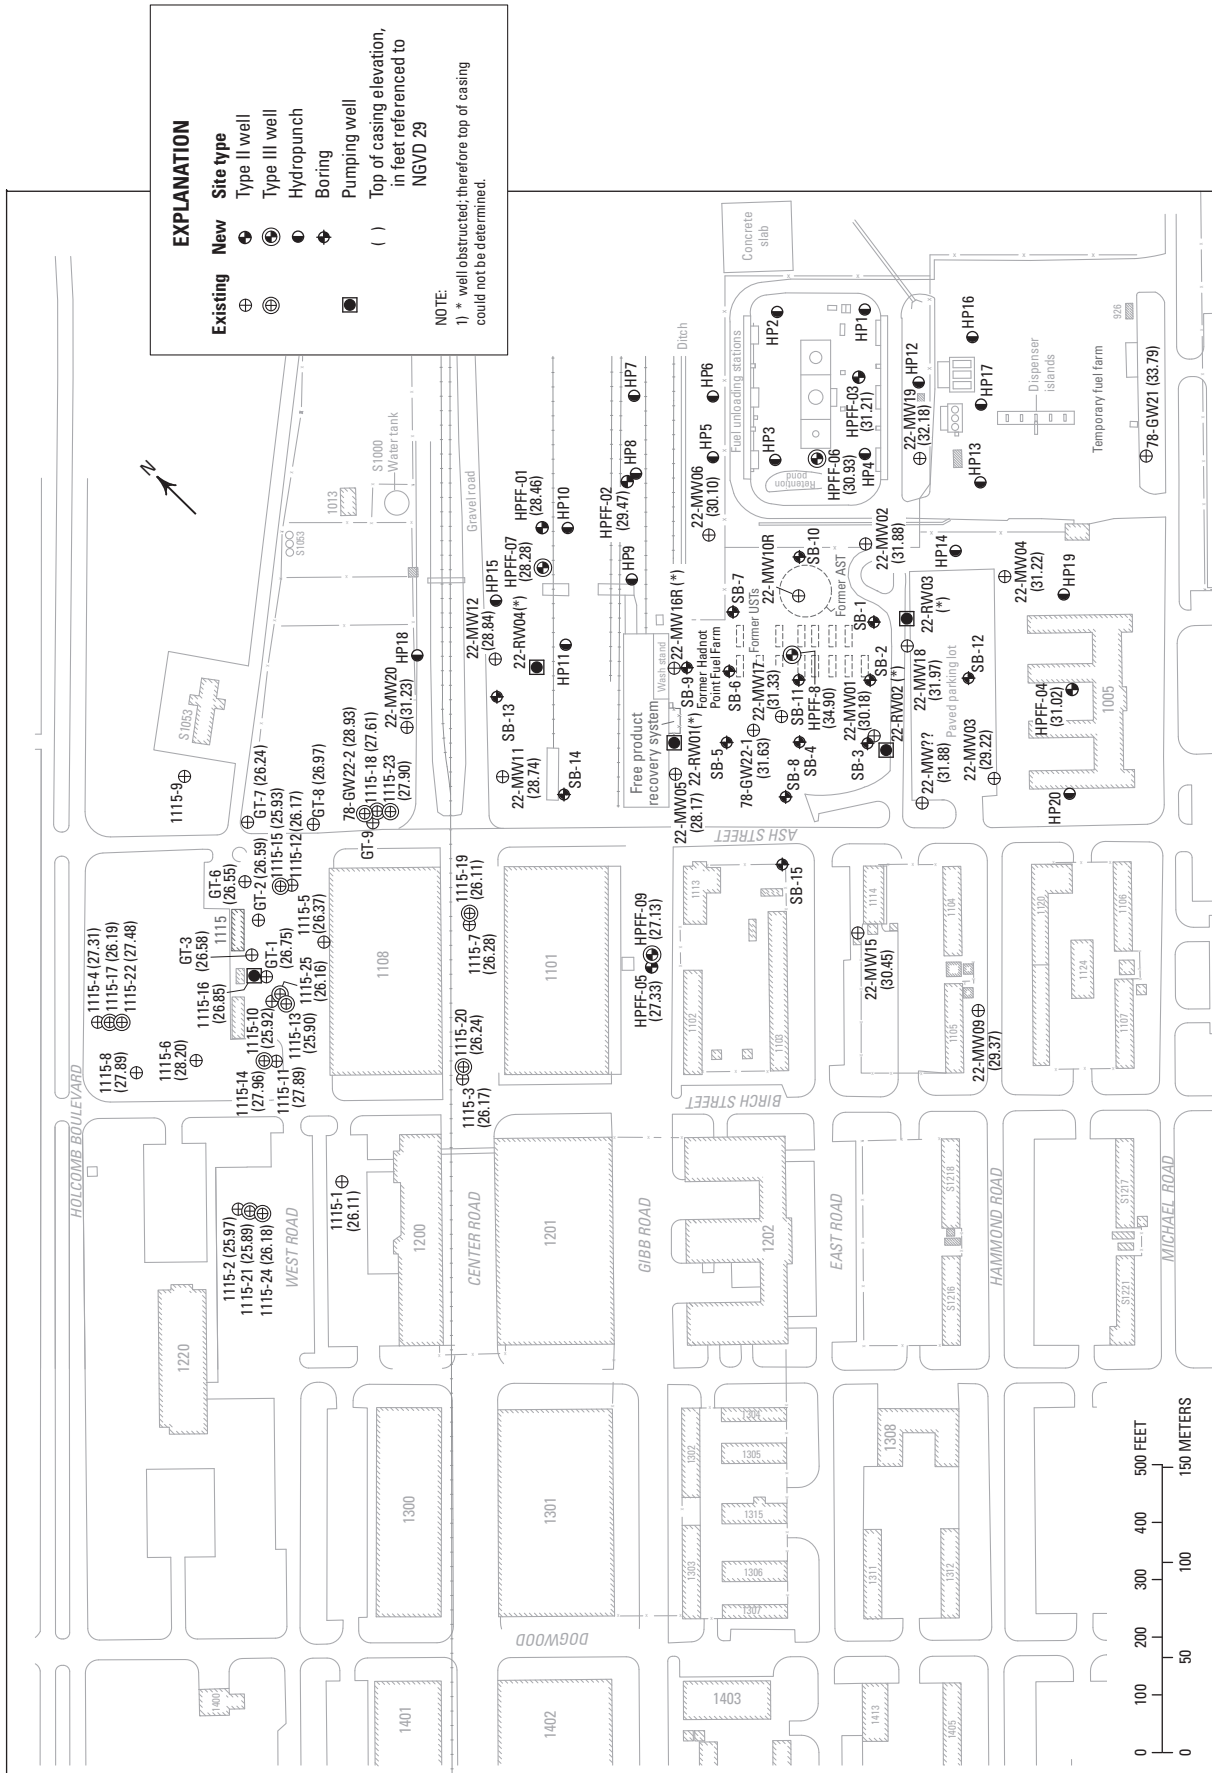 EXPLANATION
Existing New Site type
Type II well
Type III well
Hydropunch
Boring
Pumping well
( ) Top of casing elevation,
in feet referenced to
NGVD 29
NOTE:
1) * well obstructed; therefore top of casing
could not be determined.
N
HOLCOMB BOULEVARD
WEST ROAD
CENTER ROAD
GIBB ROAD
EAST ROAD
HAMMOND ROAD
MICHAEL ROAD
ASH STREET
BIRCH STREET
DOGWOOD
1115-8
(27.89)
1115-4 (27.31)
1115-17 (26.19)
1115-22 (27.48)
1115-6
(28.20)
1115-9
S1053
GT-7 (26.24)
GT-6
(26.55)
GT-2 (26.59)
1115-15 (25.93)
1115-12 (26.17)
GT-8 (26.97)
GT-3
(26.58)
1115
1115-16
(26.85)
GT-1
(26.75)
1115-5
(26.37)
1115-25
(26.16)
1115-10
(25.92)
1115-13
(25.90)
1115-14
(27.96)
1115-11
(27.89)
78-GW22-2 (28.93)
1115-18 (27.61)
1115-23
(27.90)
GT-9
22-MW20
(31.23)
HP18
S1053
1013
S1000
Water tank
Gravel road
1115-2 (25.97)
1115-21 (25.89)
1115-24 (26.18)
1115-1
(26.11)
1220
1200
1108
1115-19
(26.11)
1115-7
(26.28)
1115-20
(26.24)
1115-3
(26.17)
22-MW12
(28.84)
HP15
SB-13
22-MW11
(28.74)
SB-14
22-RW04(*)
HPFF-07
(28.28)
HPFF-01
(28.46)
HP10
HP11
HPFF-02
(29.47)
HP7
HP8
HP9
1101
1201
1300
1301
1400
1401
1402
HPFF-05
(27.33)
HPFF-09
(27.13)
Free product
recovery system
Wash stand
22-MW16R (*)
Ditch
HP6
HP5
22-MW06
(30.10)
22-MW05
(28.17)
22-RW01(*)
SB-9
Former Hadnot
Point Fuel Farm
SB-7
SB-6
SB-5
Former USTs
22-MW17
(31.33)
78-GW22-1
(31.63)
SB-8
SB-4
SB-11
HPFF-8
(34.90)
22-MW10R
SB-10
Former AST
22-MW01
(30.18)
SB-3
SB-2
SB-1
22-RW02 (*)
22-MW02
(31.88)
Fuel unloading stations
Concrete
slab
HP2
HP3
HP1
HP4
Retention
pond
HPFF-03
(31.21)
HPFF-06
(30.93)
HP12
22-MW19
(32.18)
HP16
HP17
HP13
HP14
22-RW03
(*)
22-MW18
(31.97)
22-MW??
(31.88)
Paved parking lot
SB-12
22-MW03
(29.22)
22-MW04
(31.22)
HP19
HPFF-04
(31.02)
HP20
1005
Dispenser
islands
Temporary fuel farm
926
78-GW21 (33.79)
SB-15
1113
1102
1103
1114
22-MW15
(30.45)
1104
1105
22-MW09
(29.37)
1120
1124
1106
1107
1202
S1218
S1216
S1217
S1221
1302
1303
1304
1305
1315
1306
1307
1308
1311
1312
1403
1413
1405
0 100 200 300 400 500 FEET
0 50 100 150 METERS